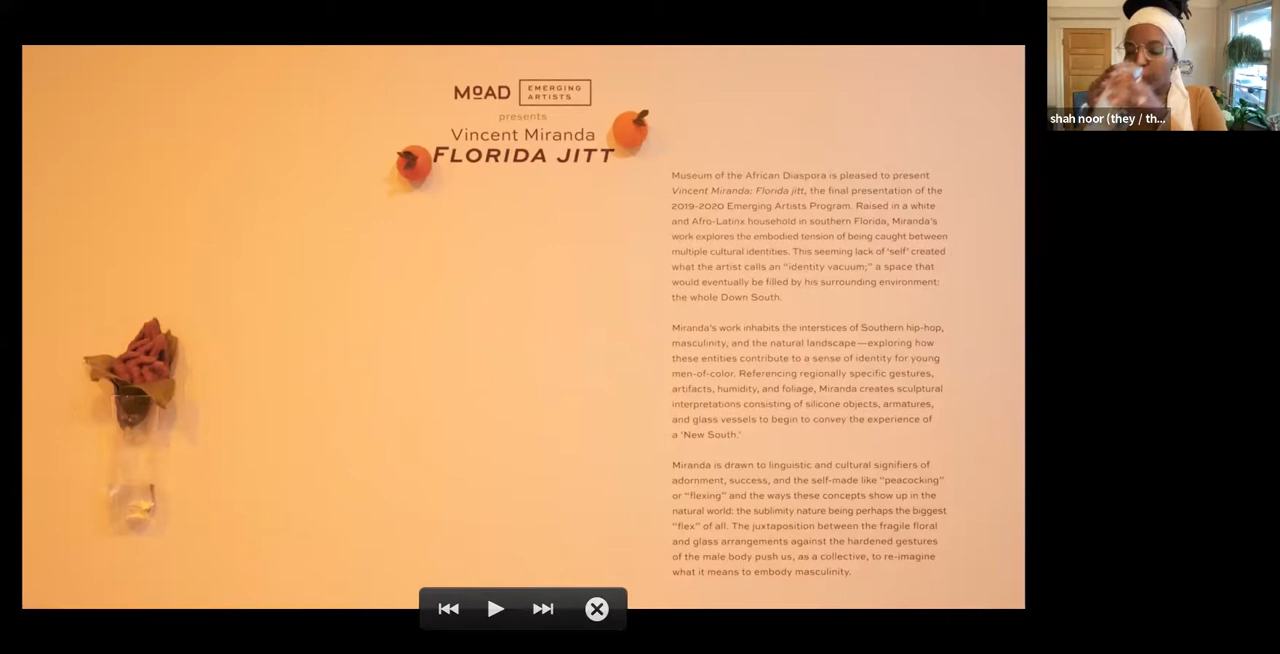 MOAD EMERGING
ARTISTS
presents
Vincent Miranda
FLORIDA JITT
Museum of the African Diaspora is pleased to present
Vincent Miranda: Florida jitt, the final presentation of the
2019-2020 Emerging Artists Program. Raised in a white
and Afro-Latinx household in southern Florida, Miranda's
work explores the embodied tension of being caught between
multiple cultural identities. This seeming lack of 'self' created
what the artist calls an "identity vacuum;" a space that
would eventually be filled by his surrounding environment:
the whole Down South.
Miranda's work inhabits the interstices of Southern hip-hop,
masculinity, and the natural landscape—exploring how
these entities contribute to a sense of identity for young
men-of-color. Referencing regionally specific gestures,
artifacts, humidity, and foliage, Miranda creates sculptural
interpretations consisting of silicone objects, armatures,
and glass vessels to begin to convey the experience of
a 'New South.'
Miranda is drawn to linguistic and cultural signifiers of
adornment, success, and the self-made like "peacocking"
or "flexing" and the ways these concepts show up in the
natural world: the sublimity nature being perhaps the biggest
"flex" of all. The juxtaposition between the fragile floral
and glass arrangements against the hardened gestures
of the male body push us, as a collective, to re-imagine
what it means to embody masculinity.
shah noor (they / th...